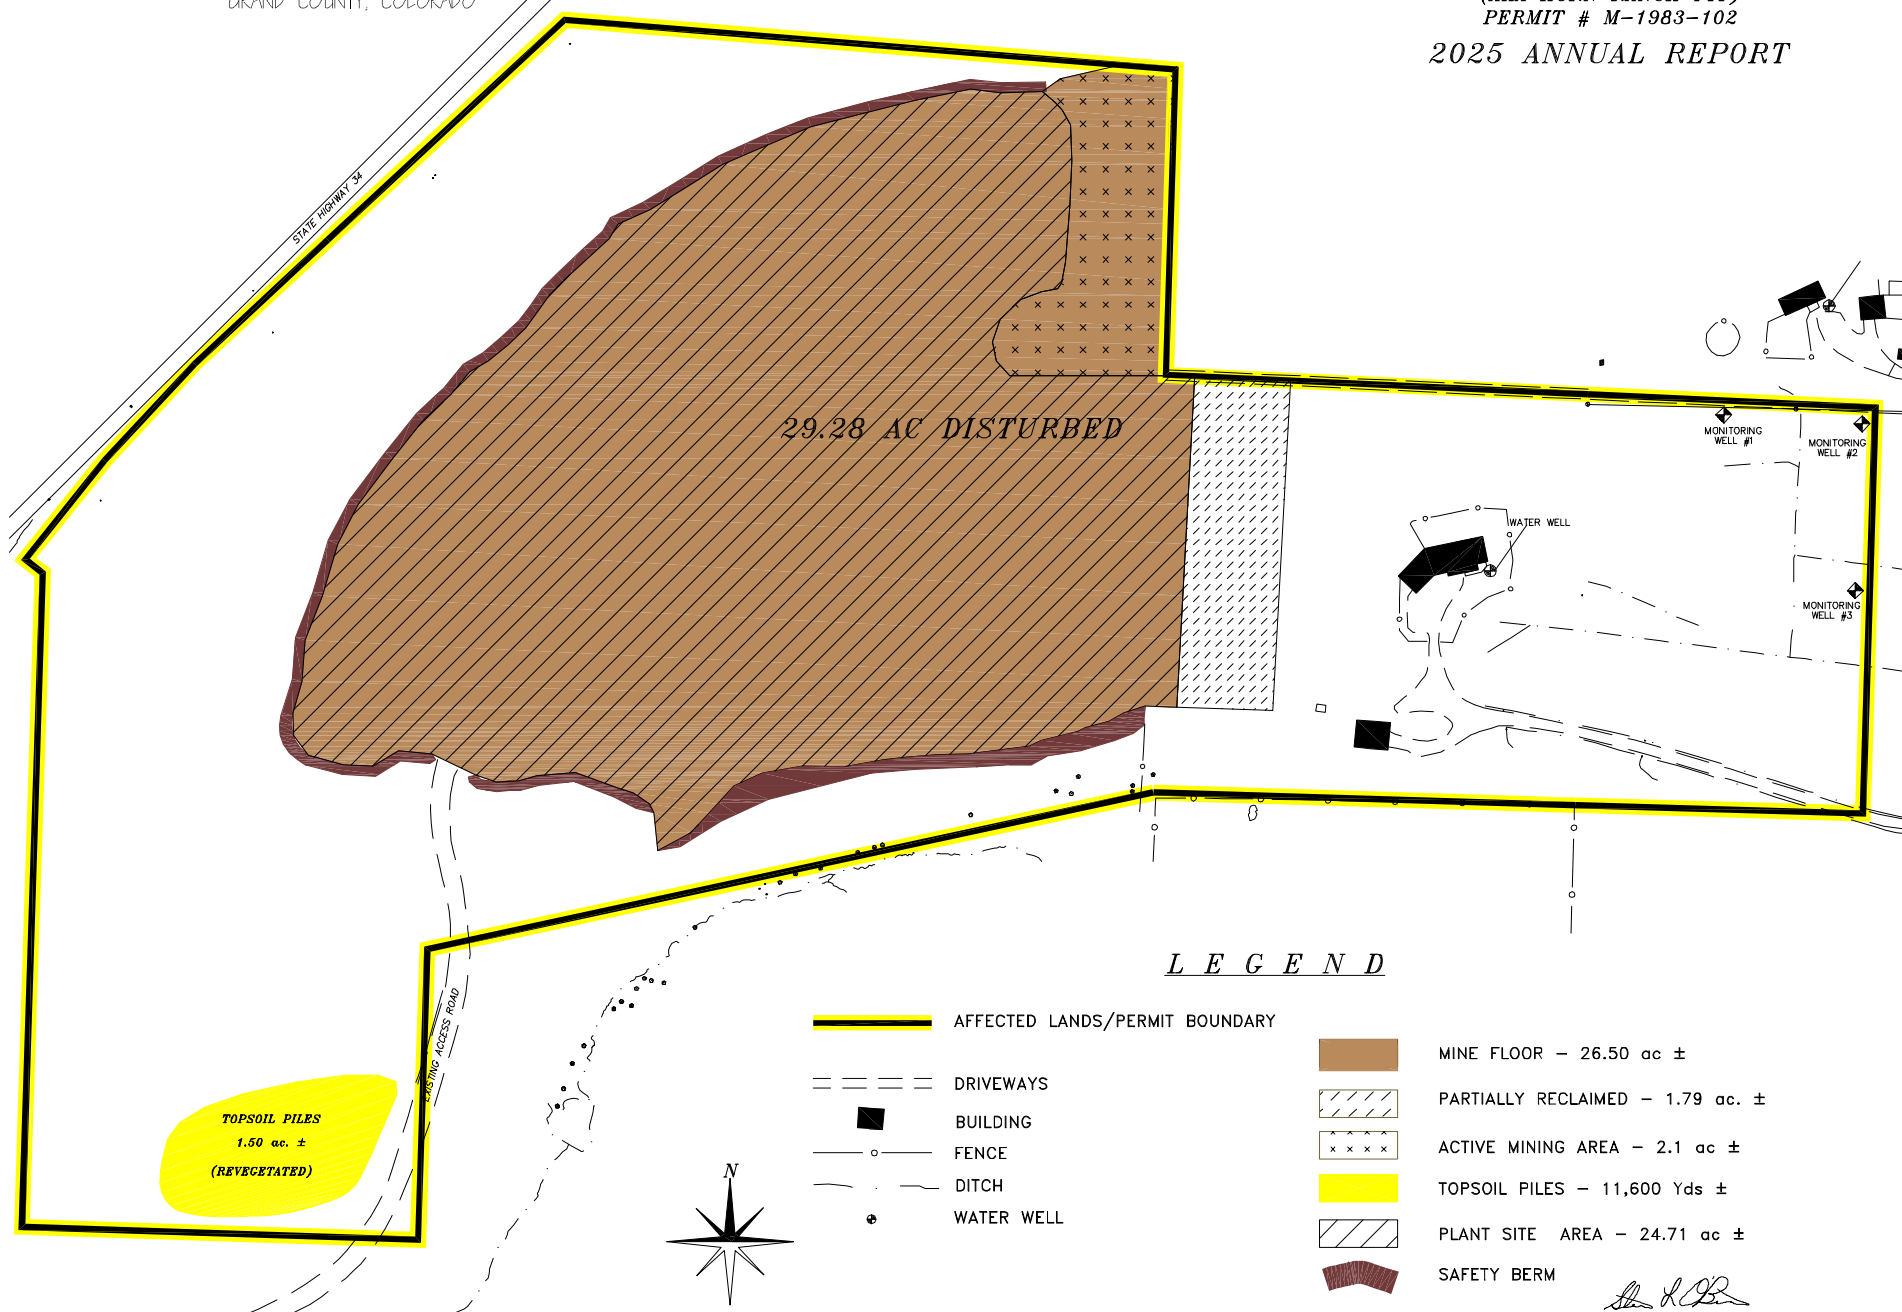 GRAND COUNTY, COLORADO
PERMIT # M-1983-102
2025 ANNUAL REPORT
STATE HIGHWAY 34
29.28 AC DISTURBED
MONITORING
WELL #1
MONITORING
WELL #2
WATER WELL
MONITORING
WELL #3
EXISTING ACCESS ROAD
TOPSOIL PILES
1.50 ac. ±
(REVEGETATED)
N
LEGEND
AFFECTED LANDS/PERMIT BOUNDARY
DRIVEWAYS
BUILDING
FENCE
DITCH
WATER WELL
MINE FLOOR - 26.50 ac ±
PARTIALLY RECLAIMED - 1.79 ac. ±
ACTIVE MINING AREA - 2.1 ac ±
TOPSOIL PILES - 11,600 Yds ±
PLANT SITE AREA - 24.71 ac ±
SAFETY BERM